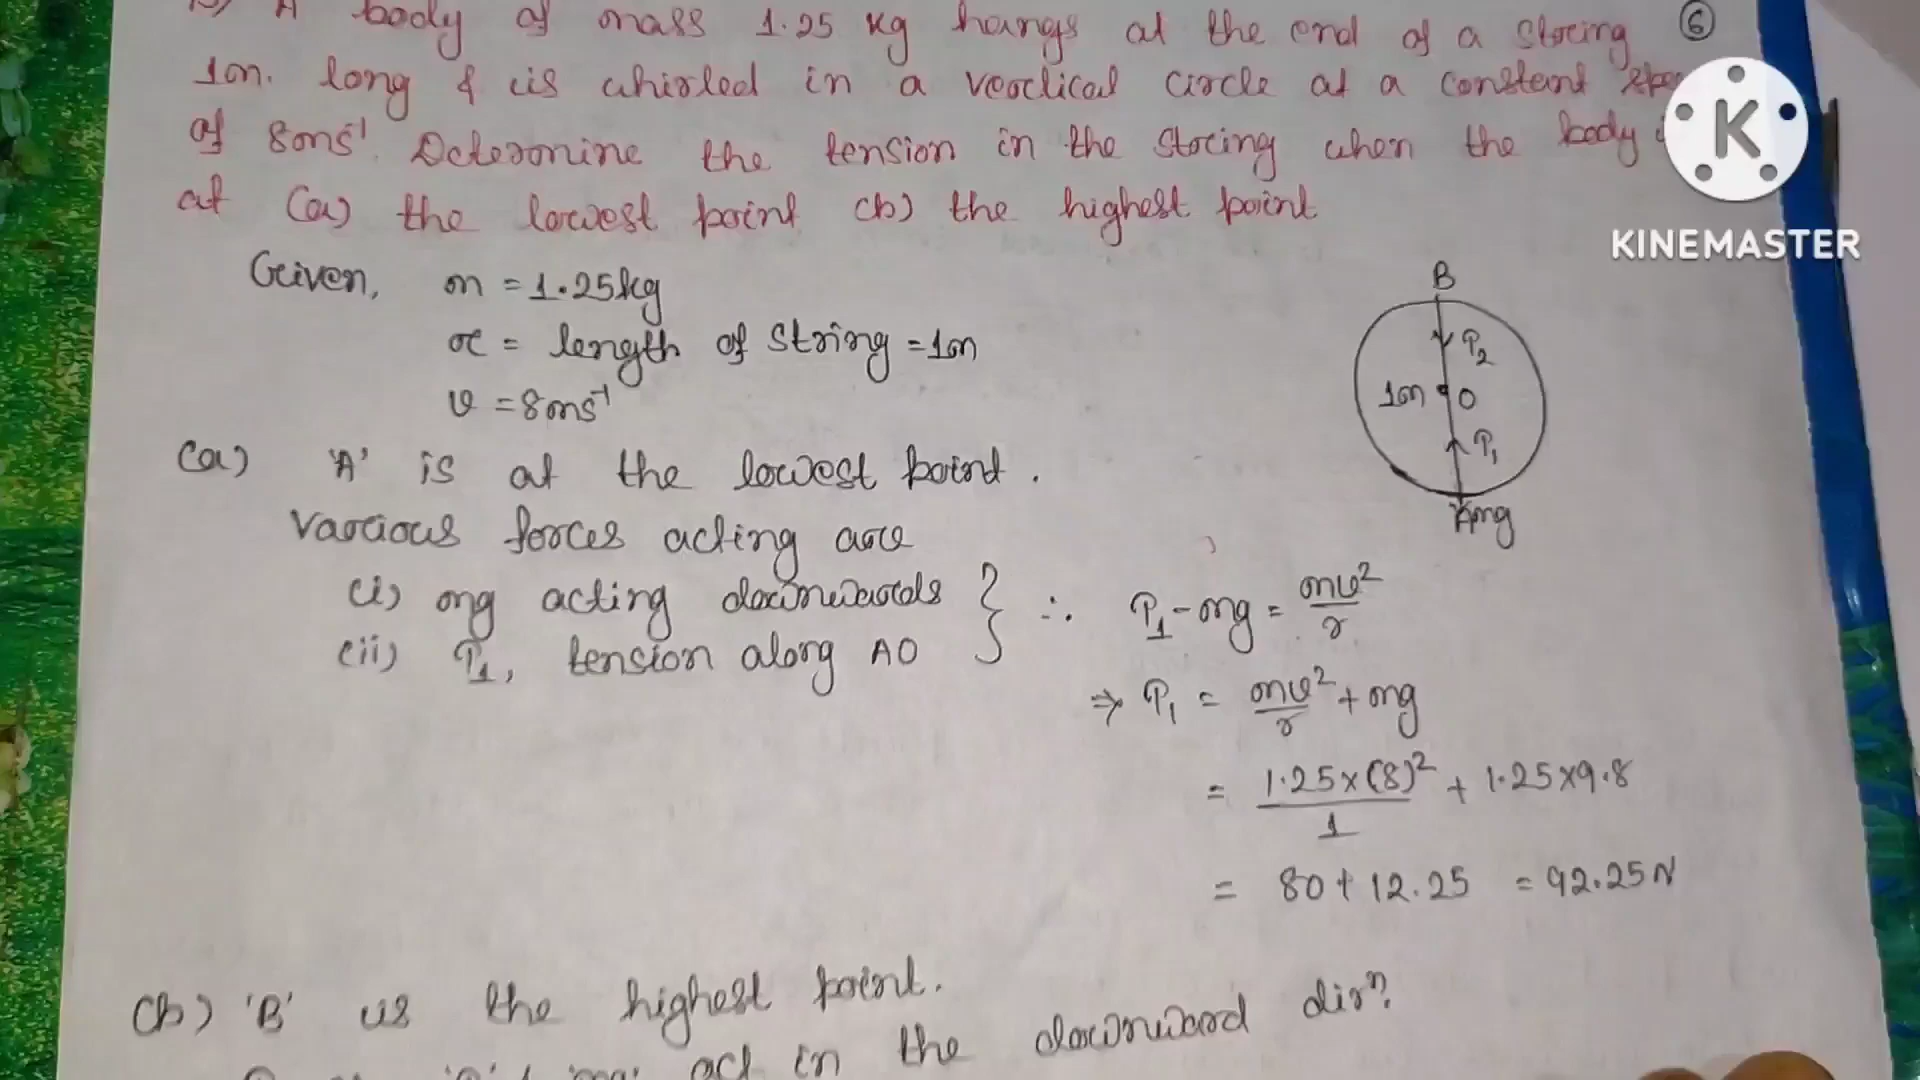 A body of mass 1.25 kg hangs at the end of a string ⑥
1m. long & is whirled in a vertical circle at a constant
of 8ms⁻¹. Determine the tension in the string when the body
at (a) the lowest point (b) the highest point
KINEMASTER
Given, m = 1.25kg
r = length of string = 1m
v = 8ms⁻¹
B
T₂
1m O
T₁
A mg
(a) 'A' is at the lowest point.
Various forces acting are
(i) mg acting downwards
(ii) T₁, tension along AO
∴ T₁ - mg = mv²/r
⇒ T₁ = mv²/r + mg
= 1.25×(8)²/1 + 1.25×9.8
= 80 + 12.25 = 92.25N
(b) 'B' is the highest point.
act in the downward dirⁿ.